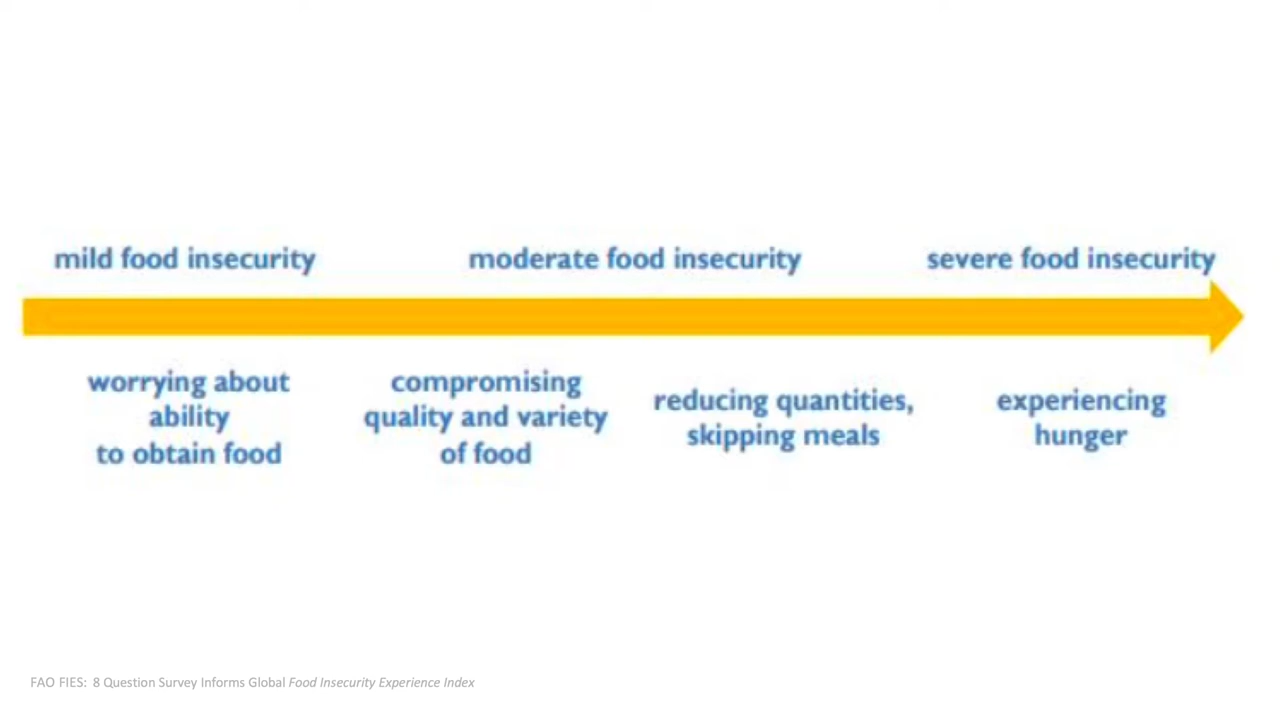 mild food insecurity
moderate food insecurity
severe food insecurity
worrying about
ability
to obtain food
compromising
quality and variety
of food
reducing quantities,
skipping meals
experiencing
hunger
FAO FIES: 8 Question Survey Informs Global Food Insecurity Experience Index